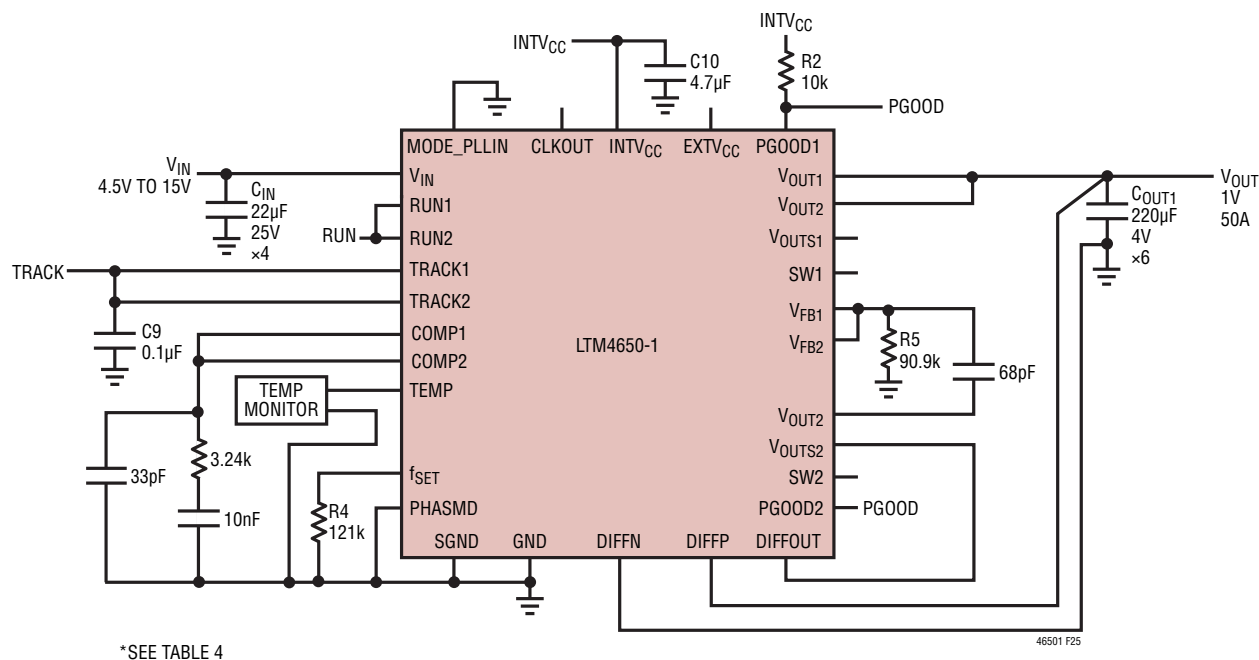 INTVCC
INTVCC
C10
4.7µF
R2
10k
PGOOD
MODE_PLLIN
CLKOUT
INTVCC
EXTVCC
PGOOD1
VIN
4.5V TO 15V
CIN
22µF
25V
×4
RUN
TRACK
C9
0.1µF
VIN
RUN1
RUN2
TRACK1
TRACK2
COMP1
COMP2
TEMP
TEMP
MONITOR
fSET
PHASMD
33pF
3.24k
10nF
R4
121k
LTM4650-1
VOUT1
VOUT2
VOUTS1
SW1
VFB1
VFB2
VOUT2
VOUTS2
SW2
PGOOD2
PGOOD
R5
90.9k
68pF
COUT1
220µF
4V
×6
VOUT
1V
50A
SGND
GND
DIFFN
DIFFP
DIFFOUT
46501 F25
*SEE TABLE 4